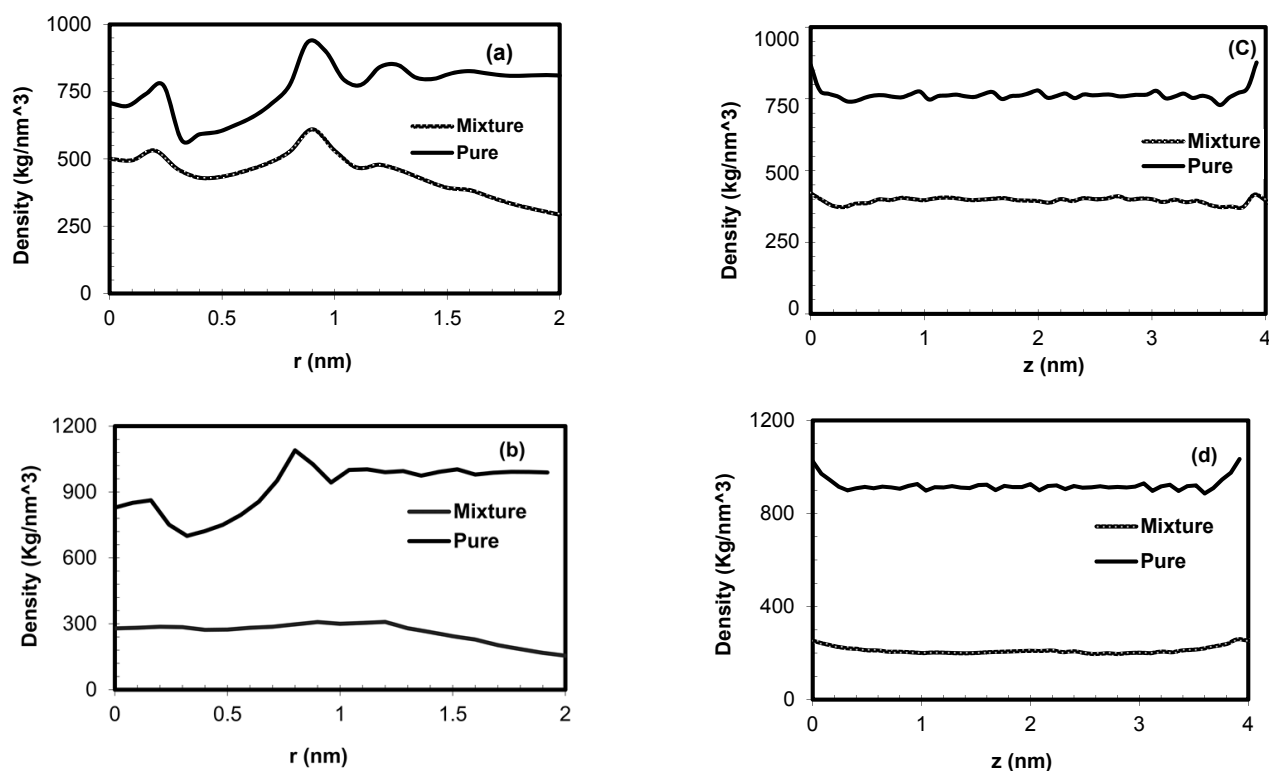 (a)
Density (kg/nm^3)
1000
750
500
250
0
Mixture
Pure
0 0.5 1 1.5 2
r (nm)
(C)
Density (kg/nm^3)
1000
750
500
250
0
Mixture
Pure
0 1 2 3 4
z (nm)
(b)
Density (Kg/nm^3)
1200
900
600
300
0
Mixture
Pure
0 0.5 1 1.5 2
r (nm)
(d)
Density (Kg/nm^3)
1200
800
400
0
Mixture
Pure
0 1 2 3 4
z (nm)